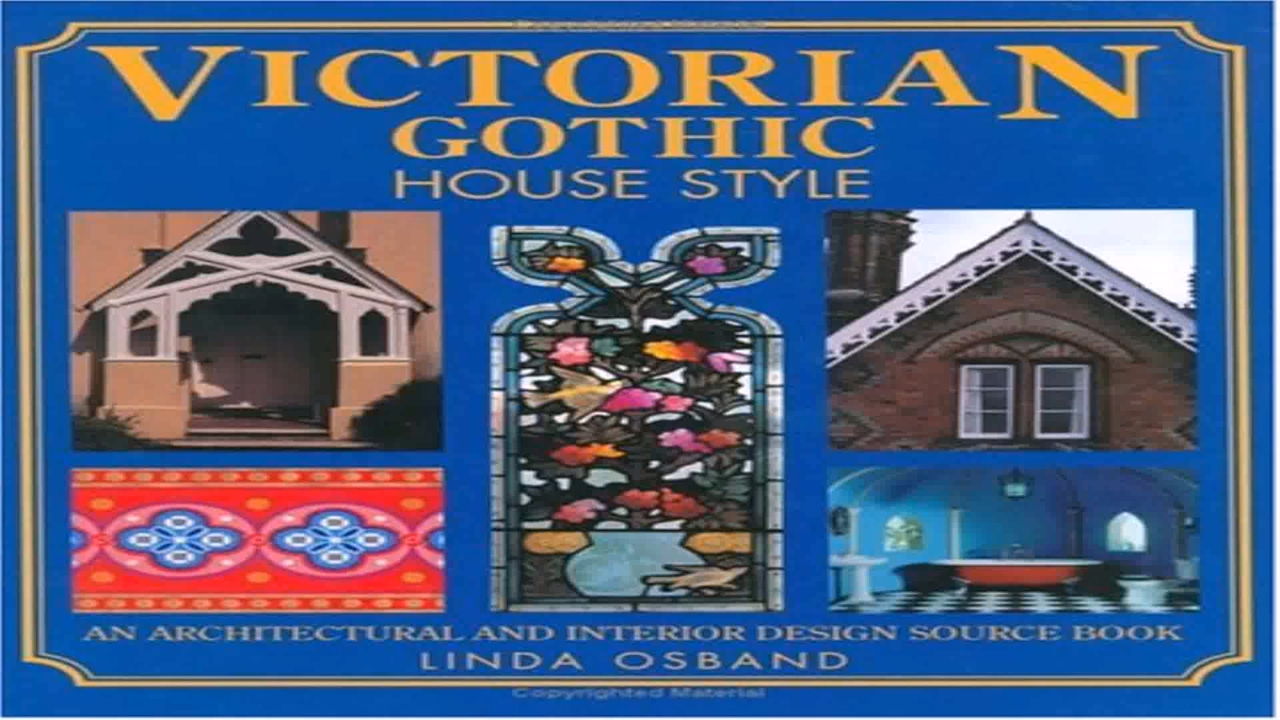 VICTORIAN
GOTHIC
HOUSE STYLE
AN ARCHITECTURAL AND INTERIOR DESIGN SOURCE BOOK
LINDA OSBAND
Copyrighted Material